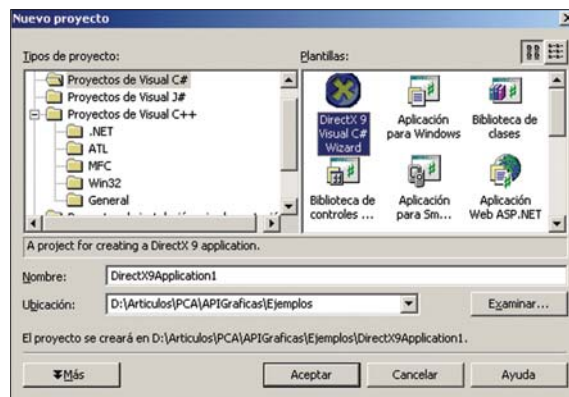 Nuevo proyecto
Tipos de proyecto:
Plantillas:
Proyectos de Visual C#
Proyectos de Visual J#
Proyectos de Visual C++
.NET
ATL
MFC
Win32
General
DirectX 9
Visual C#
Wizard
Aplicación
para Windows
Biblioteca de
clases
Biblioteca de
controles ...
Aplicación
para Sm...
Aplicación
Web ASP.NET
A project for creating a DirectX 9 application.
Nombre:
DirectX9Application1
Ubicación:
D:\Articulos\PCA\APIGraficas\Ejemplos
Examinar...
El proyecto se creará en D:\Articulos\PCA\APIGraficas\Ejemplos\DirectX9Application1.
Más
Aceptar
Cancelar
Ayuda